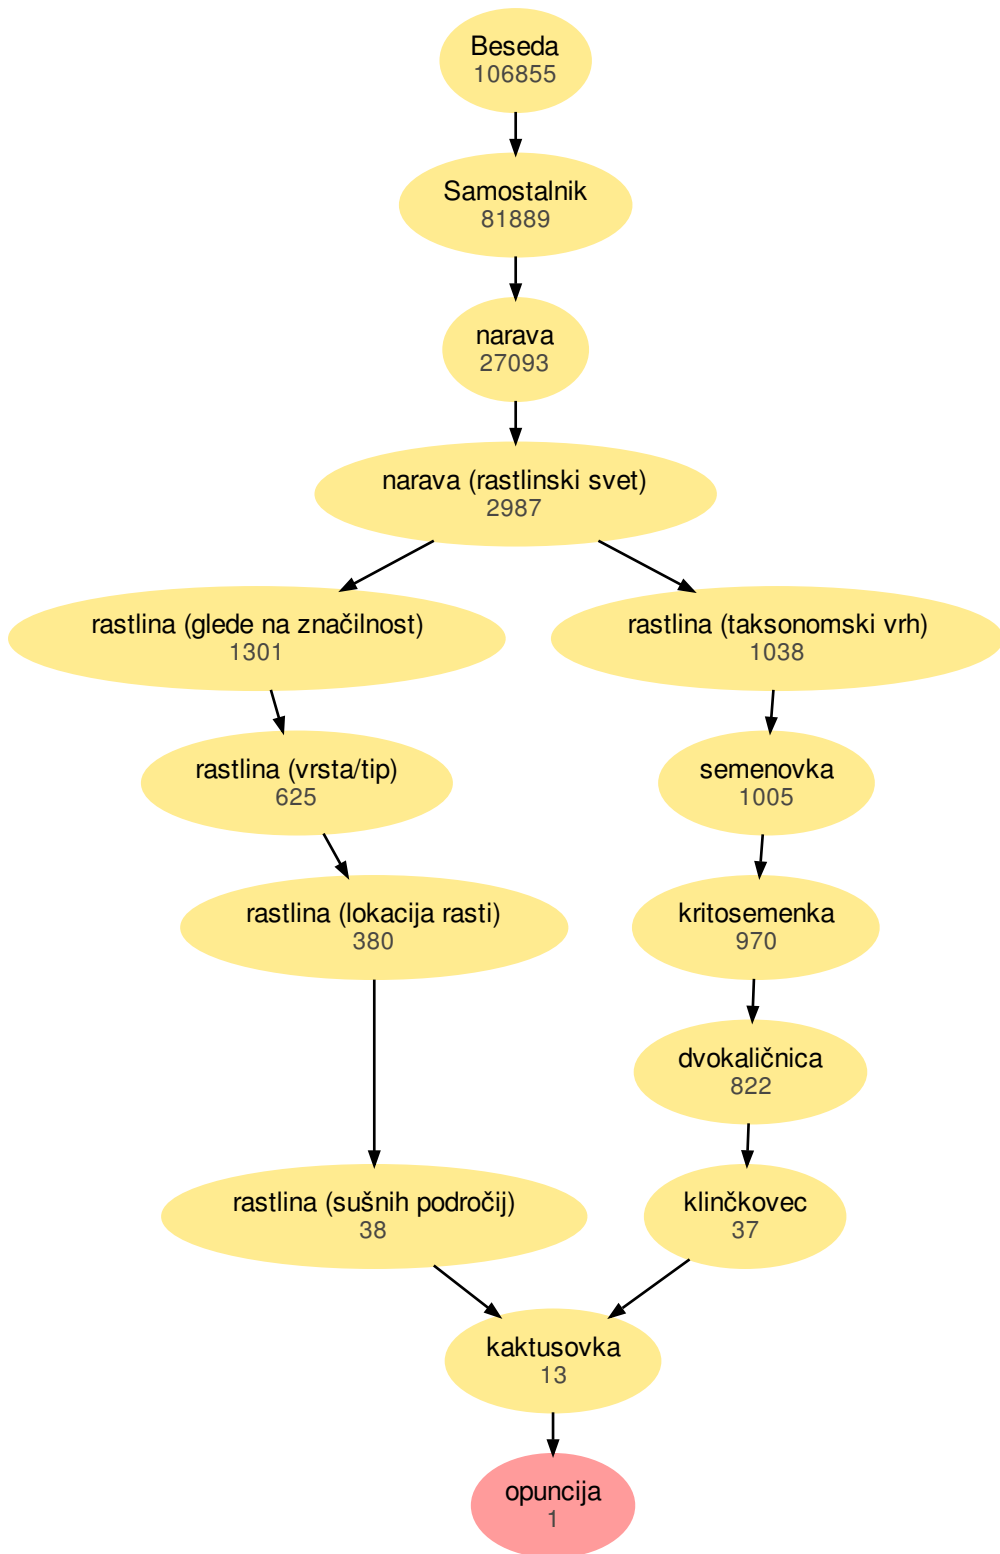 Beseda
106855
Samostalnik
81889
narava
27093
narava (rastlinski svet)
2987
rastlina (glede na značilnost)
1301
rastlina (taksonomski vrh)
1038
rastlina (vrsta/tip)
625
semenovka
1005
rastlina (lokacija rasti)
380
kritosemenka
970
dvokaličnica
822
rastlina (sušnih področij)
38
klinčkovec
37
kaktusovka
13
opuncija
1